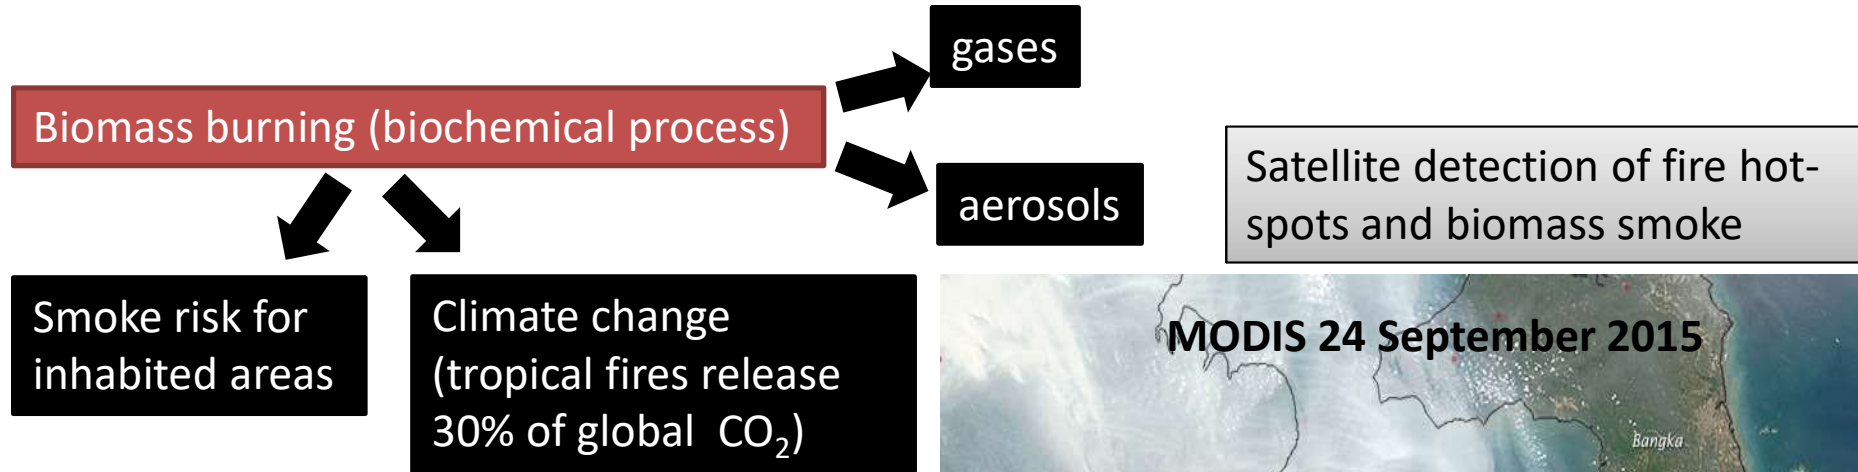 gases
Biomass burning (biochemical process)
aerosols
Satellite detection of fire hot-
spots and biomass smoke
Smoke risk for
inhabited areas
Climate change
(tropical fires release
30% of global CO₂)
MODIS 24 September 2015
Bangka